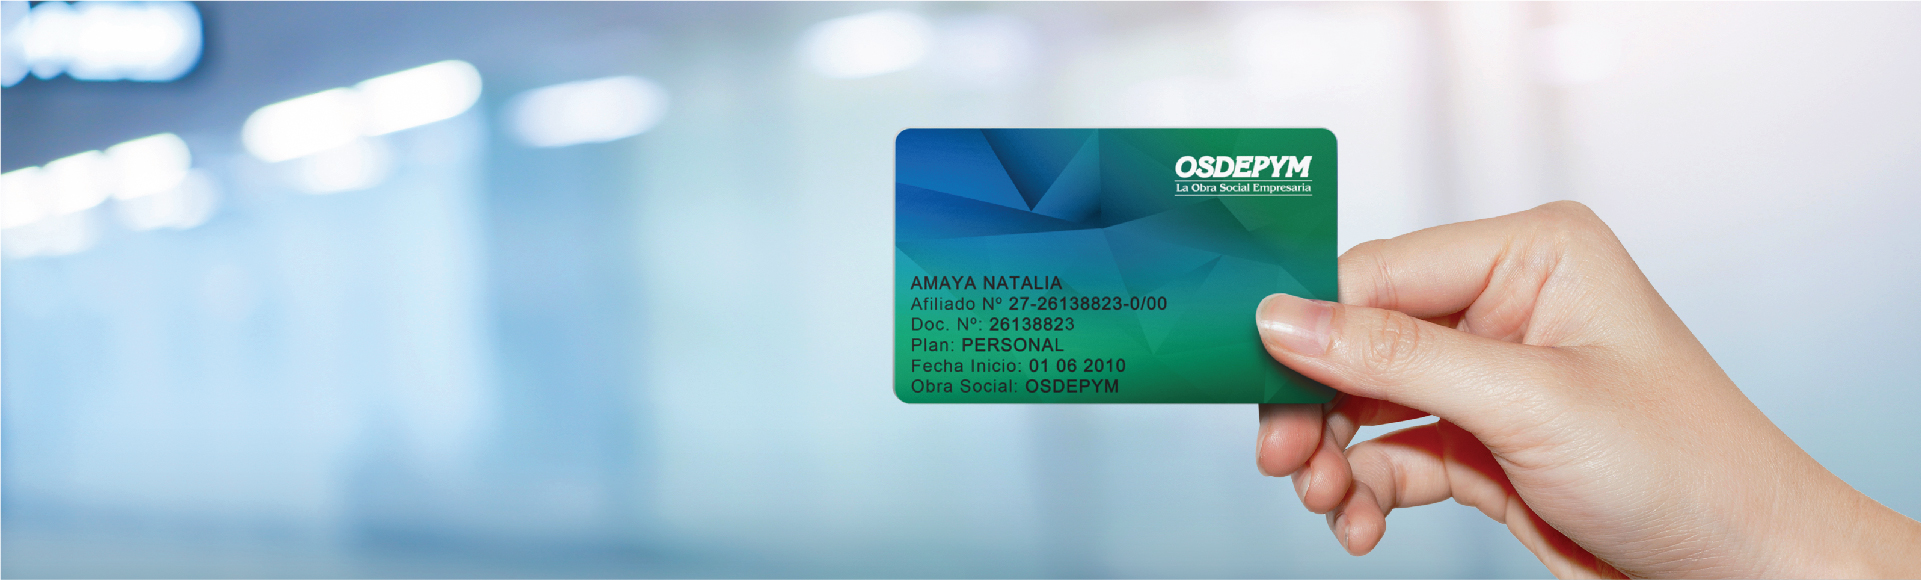 OSDEPYM
La Obra Social Empresaria
AMAYA NATALIA
Afiliado Nº 27-26138823-0/00
Doc. Nº: 26138823
Plan: PERSONAL
Fecha Inicio: 01 06 2010
Obra Social: OSDEPYM